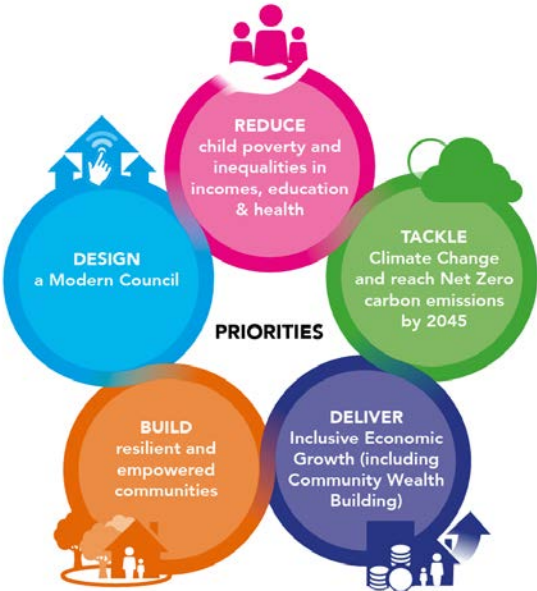 REDUCE
child poverty and
inequalities in
incomes, education
& health
TACKLE
Climate Change
and reach Net Zero
carbon emissions
by 2045
DELIVER
Inclusive Economic
Growth (including
Community Wealth
Building)
BUILD
resilient and
empowered
communities
DESIGN
a Modern Council
PRIORITIES